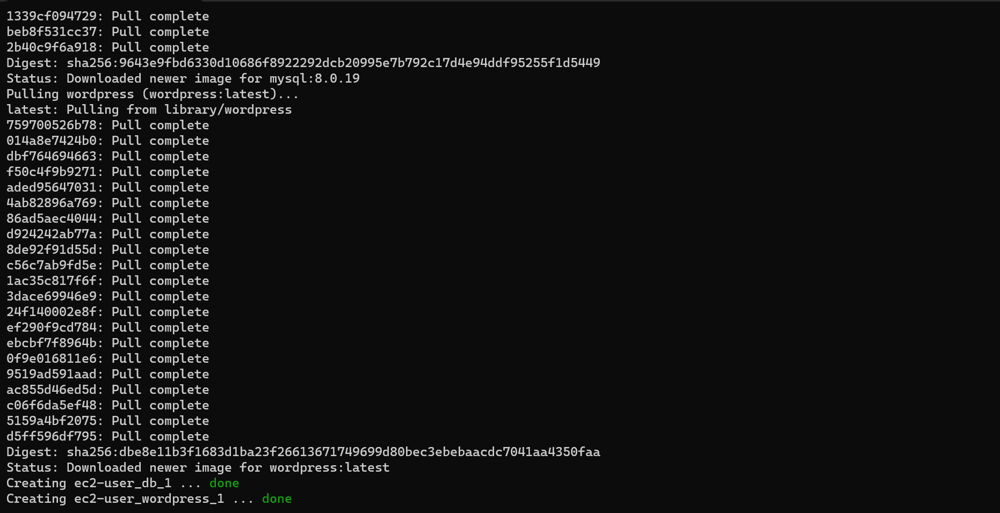 1339cf094729: Pull complete
beb8f531cc37: Pull complete
2b40c9f6a918: Pull complete
Digest: sha256:9643e9fbd6330d10686f8922292dcb20995e7b792c17d4e94ddf95255f1d5449
Status: Downloaded newer image for mysql:8.0.19
Pulling wordpress (wordpress:latest)...
latest: Pulling from library/wordpress
759700526b78: Pull complete
014a8e7424b0: Pull complete
dbf764694663: Pull complete
f50c4f9b9271: Pull complete
aded95647031: Pull complete
4ab82896a769: Pull complete
86ad5aec4044: Pull complete
d924242ab77a: Pull complete
8de92f91d55d: Pull complete
c56c7ab9fd5e: Pull complete
1ac35c817f6f: Pull complete
3dace69946e9: Pull complete
24f140002e8f: Pull complete
ef290f9cd784: Pull complete
ebcbf7f8964b: Pull complete
0f9e016811e6: Pull complete
9519ad591aad: Pull complete
ac855d46ed5d: Pull complete
c06f6da5ef48: Pull complete
5159a4bf2075: Pull complete
d5ff596df795: Pull complete
Digest: sha256:dbe8e11b3f1683d1ba23f26613671749699d80bec3ebebaacdc7041aa4350faa
Status: Downloaded newer image for wordpress:latest
Creating ec2-user_db_1 ... done
Creating ec2-user_wordpress_1 ... done